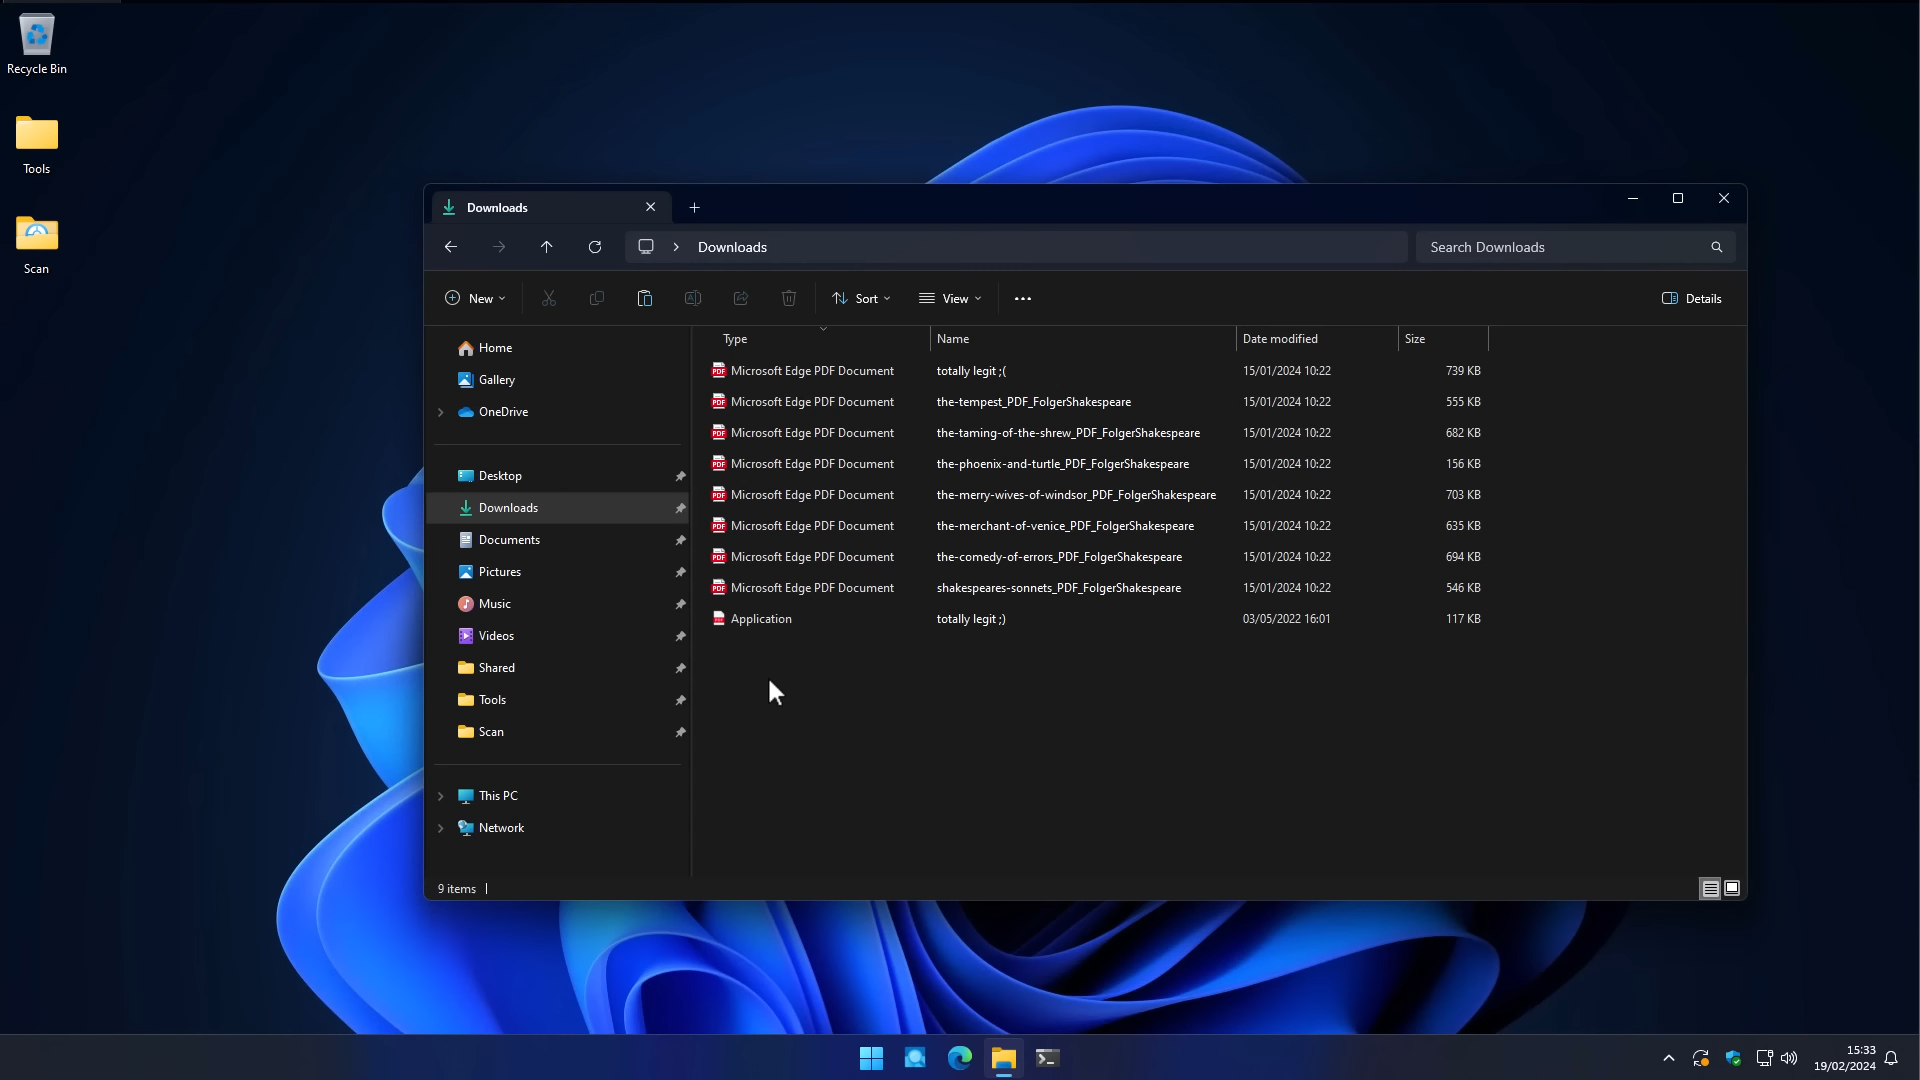 Recycle Bin
Tools
Scan
Downloads
Downloads
Search Downloads
New
Sort
View
Details
Home
Gallery
OneDrive
Desktop
Downloads
Documents
Pictures
Music
Videos
Shared
Tools
Scan
This PC
Network
Type Name Date modified Size
Microsoft Edge PDF Document totally legit ;( 15/01/2024 10:22 739 KB
Microsoft Edge PDF Document the-tempest_PDF_FolgerShakespeare 15/01/2024 10:22 555 KB
Microsoft Edge PDF Document the-taming-of-the-shrew_PDF_FolgerShakespeare 15/01/2024 10:22 682 KB
Microsoft Edge PDF Document the-phoenix-and-turtle_PDF_FolgerShakespeare 15/01/2024 10:22 156 KB
Microsoft Edge PDF Document the-merry-wives-of-windsor_PDF_FolgerShakespeare 15/01/2024 10:22 703 KB
Microsoft Edge PDF Document the-merchant-of-venice_PDF_FolgerShakespeare 15/01/2024 10:22 635 KB
Microsoft Edge PDF Document the-comedy-of-errors_PDF_FolgerShakespeare 15/01/2024 10:22 694 KB
Microsoft Edge PDF Document shakespeares-sonnets_PDF_FolgerShakespeare 15/01/2024 10:22 546 KB
Application totally legit ;) 03/05/2022 16:01 117 KB
9 items
15:33
19/02/2024